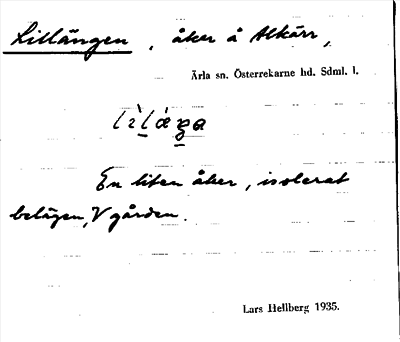 Lillängen, åker å Alkärr,
Ärla sn. Österrekarne hd. Sdml. l.
En liten åker, isolerat
belägen, V gården.
Lars Hellberg 1935.